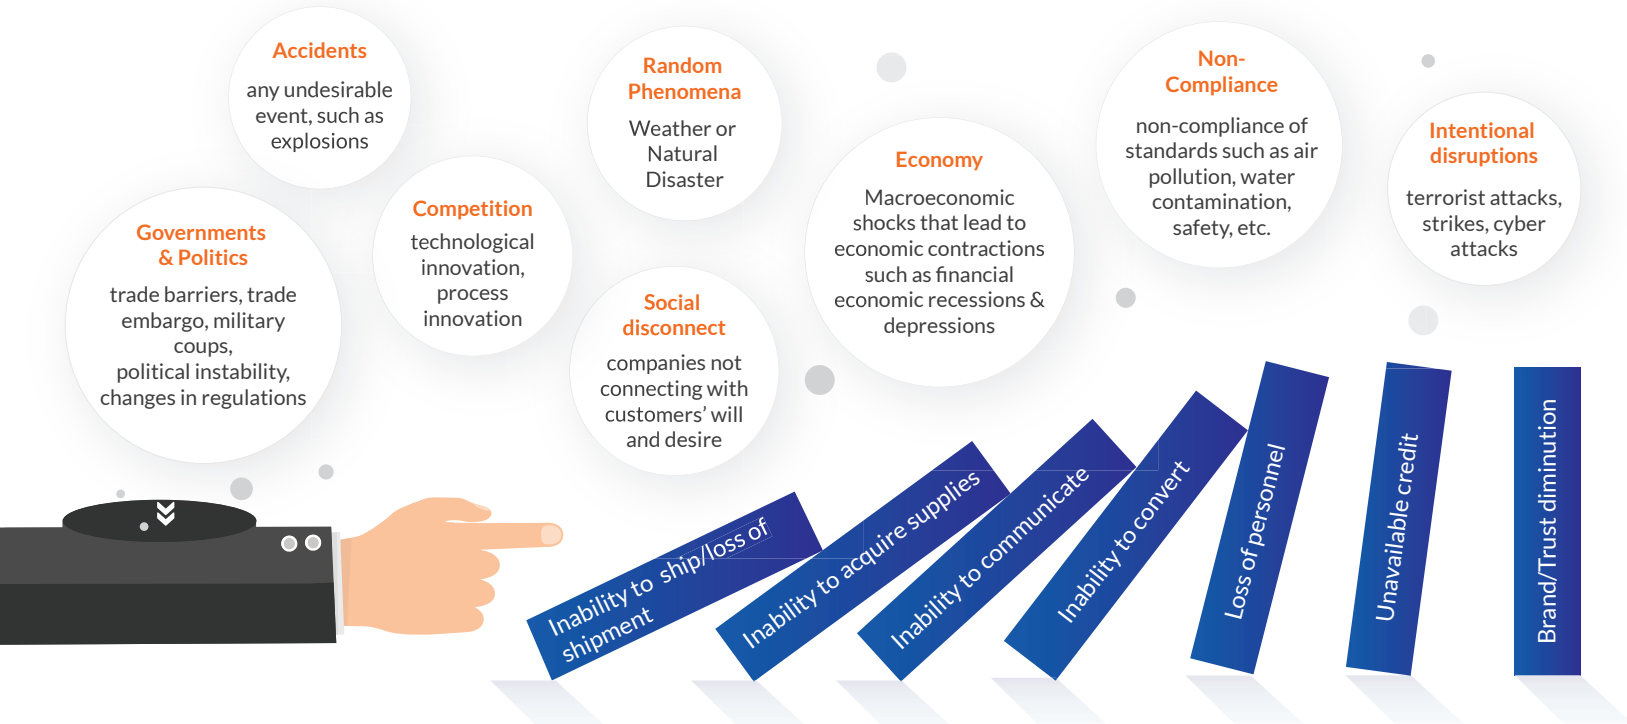 Accidents
any undesirable
event, such as
explosions
Governments
& Politics
trade barriers, trade
embargo, military
coups,
political instability,
changes in regulations
Competition
technological
innovation,
process
innovation
Random
Phenomena
Weather or
Natural
Disaster
Social
disconnect
companies not
connecting with
customers’ will
and desire
Economy
Macroeconomic
shocks that lead to
economic contractions
such as financial
economic recessions &
depressions
Non-
Compliance
non-compliance of
standards such as air
pollution, water
contamination,
safety, etc.
Intentional
disruptions
terrorist attacks,
strikes, cyber
attacks
Inability to ship/loss of
shipment
Inability to acquire supplies
Inability to communicate
Inability to convert
Loss of personnel
Unavailable credit
Brand/Trust diminution